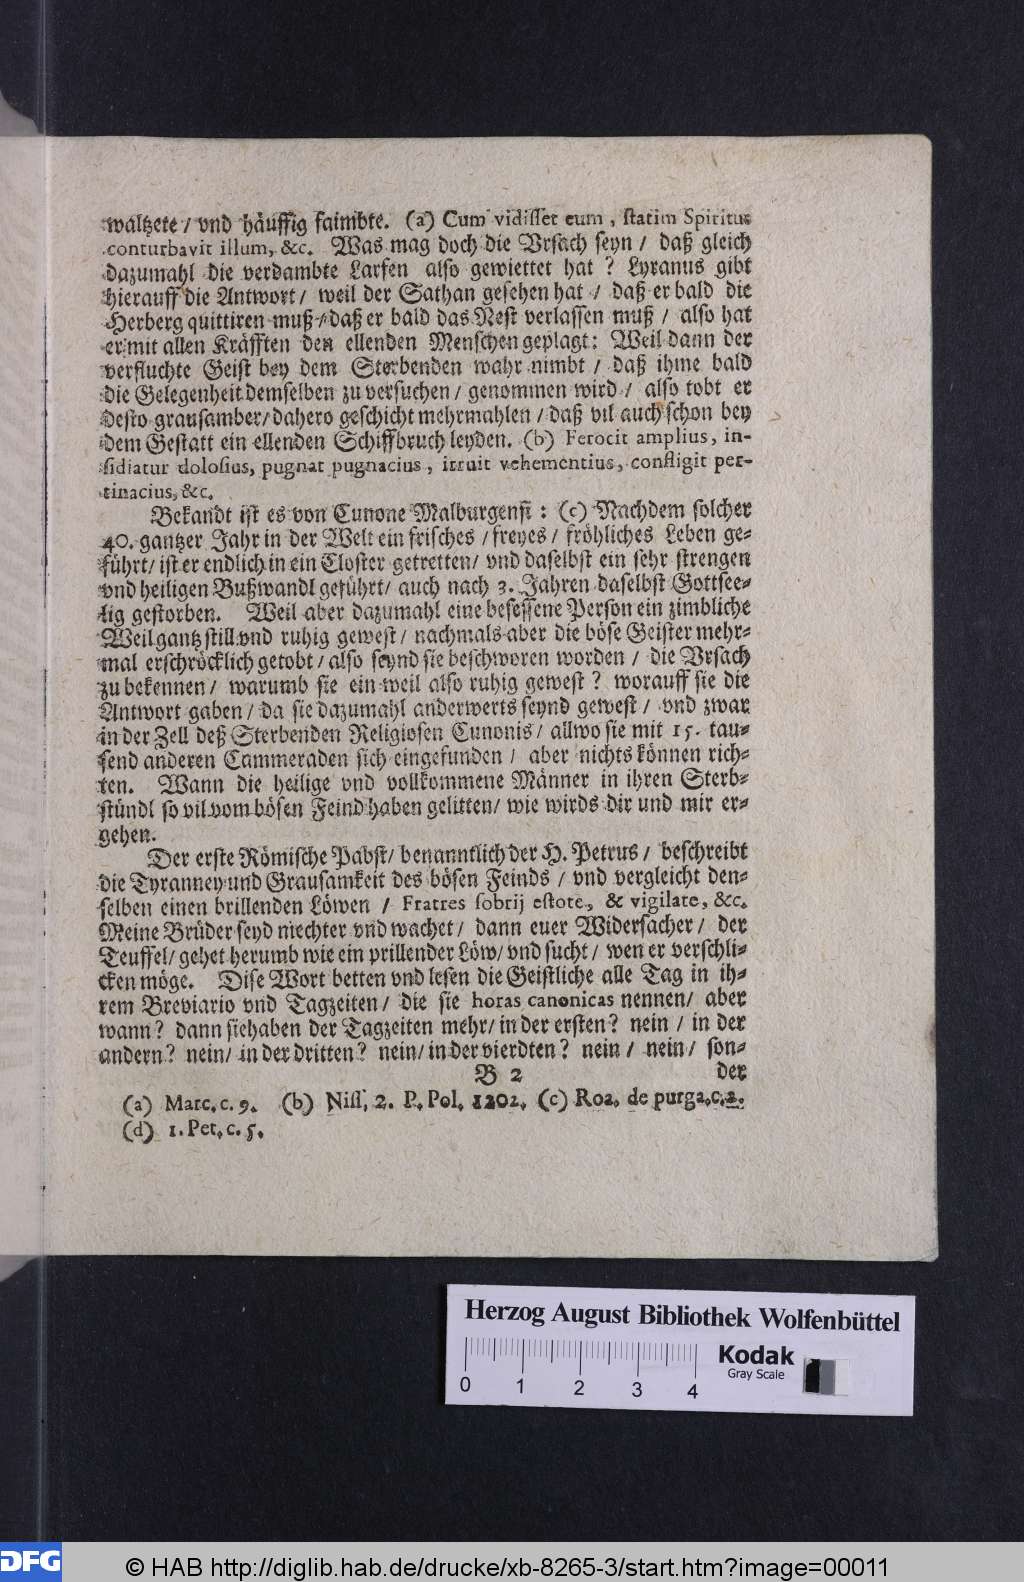 waltzete / vnd häuffig faimbte. (a) Cum vidisset eum, statim Spiritus
conturbavit illum, &c. Was mag doch die Vrsach seyn / daß gleich
dazumahl die verdambte Larfen also gewiettet hat ? Lyranus gibt
hierauff die Antwort / weil der Sathan gesehen hat / daß er bald die
Herberg quittiren muß / daß er bald das Nest verlassen muß / also hat
er mit allen Kräfften den ellenden Menschen geplagt: Weil dann der
verfluchte Geist bey dem Sterbenden wahr nimbt / daß ihme bald
die Gelegenheit demselben zu versuchen / genommen wird / also tobt er
desto grausamber / dahero geschicht mehrmahlen / daß vil auch schon bey
dem Gestatt ein ellenden Schiffbruch leyden. (b) Ferocit amplius, in-
sidiatur dolosius, pugnat pugnacius, irruit vehementius, confligit per-
tinacius, &c.
Bekandt ist es von Cunone Malburgensi : (c) Nachdem solcher
40. gantzer Jahr in der Welt ein frisches / freyes / fröhliches Leben ge-
führt / ist er endlich in ein Closter getretten / vnd daselbst ein sehr strengen
vnd heiligen Bußwandl geführt / auch nach 3. Jahren daselbst Gottsee-
lig gestorben. Weil aber dazumahl eine besessene Person ein zimbliche
Weil gantz still vnd ruhig gewest / nachmals aber die böse Geister mehr-
mal erschröcklich getobt / also seynd sie beschworen worden / die Vrsach
zu bekennen / warumb sie ein weil also ruhig gewest ? worauff sie die
Antwort gaben / da sie dazumahl anderwerts seynd gewest / vnd zwar
in der Zell deß Sterbenden Religiosen Cunonis / allwo sie mit 15. tau-
send anderen Cammeraden sich eingefunden / aber nichts können rich-
ten. Wann die heilige vnd vollkommene Männer in ihren Sterb-
stündl so vil vom bösen Feind haben gelitten / wie wirds dir und mir er-
gehen.
Der erste Römische Pabst / benanntlich der H. Petrus / beschreibt
die Tyranney und Grausamkeit des bösen Feinds / vnd vergleicht den-
selben einen brillenden Löwen / Fratres sobrij estote, & vigilate, &c.
Meine Brüder seyd niechter vnd wachet / dann euer Widersacher / der
Teuffel / gehet herumb wie ein prillender Löw / vnd sucht / wen er verschli-
cken möge. Dise Wort betten vnd lesen die Geistliche alle Tag in ih-
rem Breviario vnd Tagzeiten / die sie horas canonicas nennen / aber
wann? dann sie haben der Tagzeiten mehr / in der ersten? nein / in der
andern? nein / in der dritten? nein / in der vierdten? nein / nein / son-
B 2 der
(a) Marc. c. 9. (b) Niss. 2. P. Pol. 1202. (c) Roa. de purga. c. 2.
(d) 1. Pet. c. 5.
Herzog August Bibliothek Wolfenbüttel
Kodak
Gray Scale
0 1 2 3 4
DFG © HAB http://diglib.hab.de/drucke/xb-8265-3/start.htm?image=00011